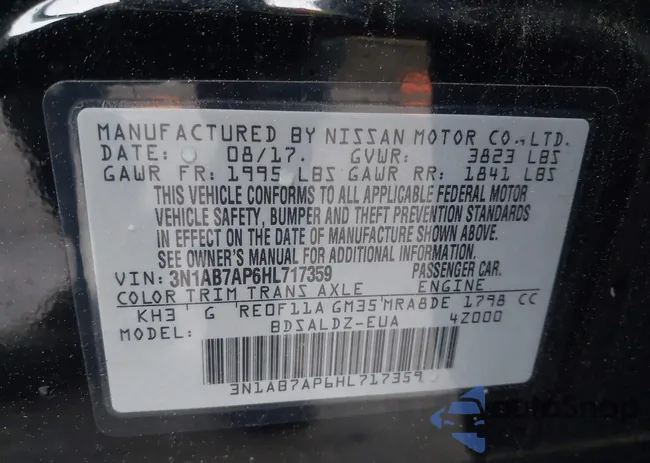 MANUFACTURED BY NISSAN MOTOR CO., LTD.
DATE: 08/17. GVWR: 3823 LBS
GAWR FR: 1995 LBS GAWR RR: 1841 LBS
THIS VEHICLE CONFORMS TO ALL APPLICABLE FEDERAL MOTOR
VEHICLE SAFETY, BUMPER AND THEFT PREVENTION STANDARDS
IN EFFECT ON THE DATE OF MANUFACTURE SHOWN ABOVE.
SEE OWNER'S MANUAL FOR ADDITIONAL INFORMATION.
VIN: 3N1AB7AP6HL717359 PASSENGER CAR.
COLOR TRIM TRANS AXLE ENGINE
KH3 G RE0F11A GM35 MRA8DE 1798 CC
MODEL: BDSALDZ-EUA 4Z000
3N1AB7AP6HL717359
AutoSnap